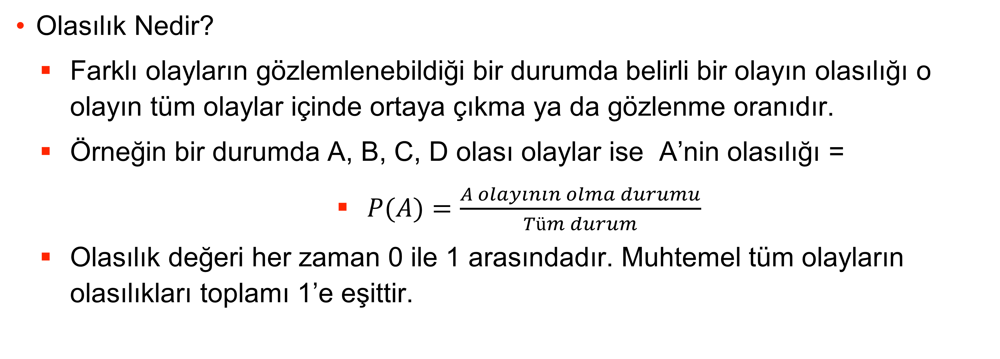 • Olasılık Nedir?
▪ Farklı olayların gözlemlenebildiği bir durumda belirli bir olayın olasılığı o
olayın tüm olaylar içinde ortaya çıkma ya da gözlenme oranıdır.
▪ Örneğin bir durumda A, B, C, D olası olaylar ise A’nin olasılığı =
▪ P(A) = A olayının olma durumu / Tüm durum
▪ Olasılık değeri her zaman 0 ile 1 arasındadır. Muhtemel tüm olayların
olasılıkları toplamı 1’e eşittir.